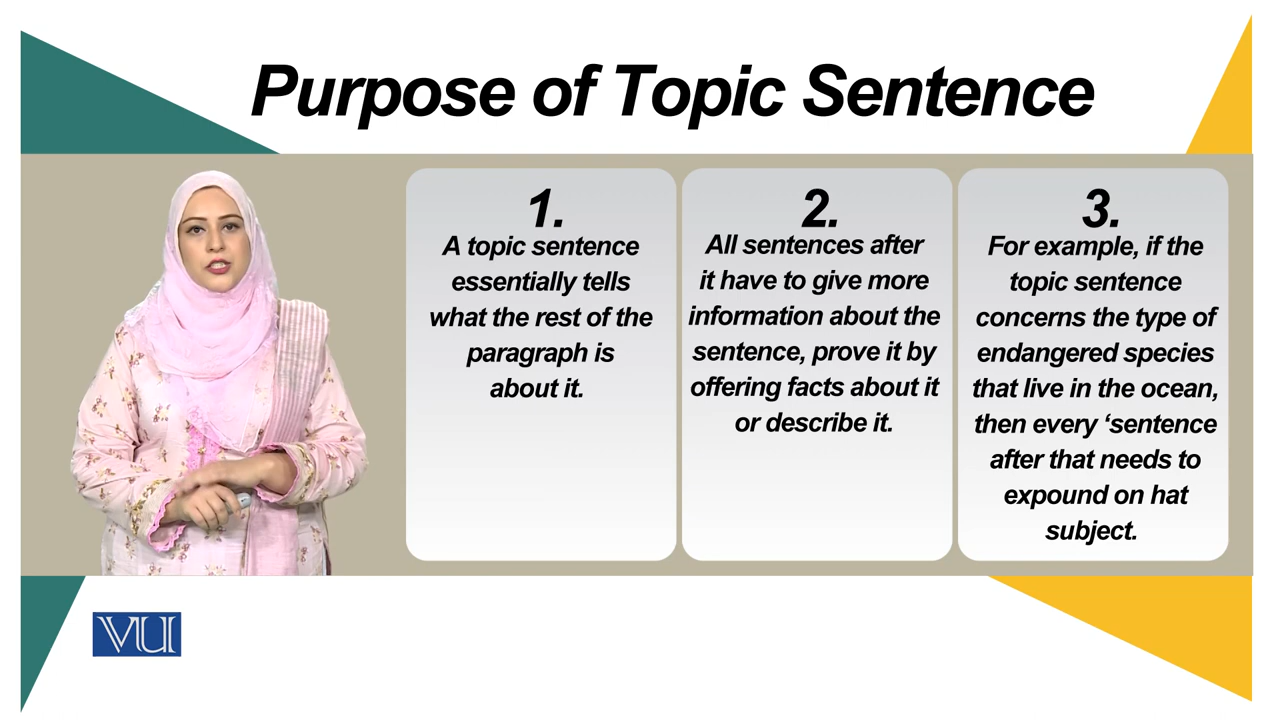 Purpose of Topic Sentence
1.
A topic sentence
essentially tells
what the rest of the
paragraph is
about it.
2.
All sentences after
it have to give more
information about the
sentence, prove it by
offering facts about it
or describe it.
3.
For example, if the
topic sentence
concerns the type of
endangered species
that live in the ocean,
then every ‘sentence
after that needs to
expound on hat
subject.
VU